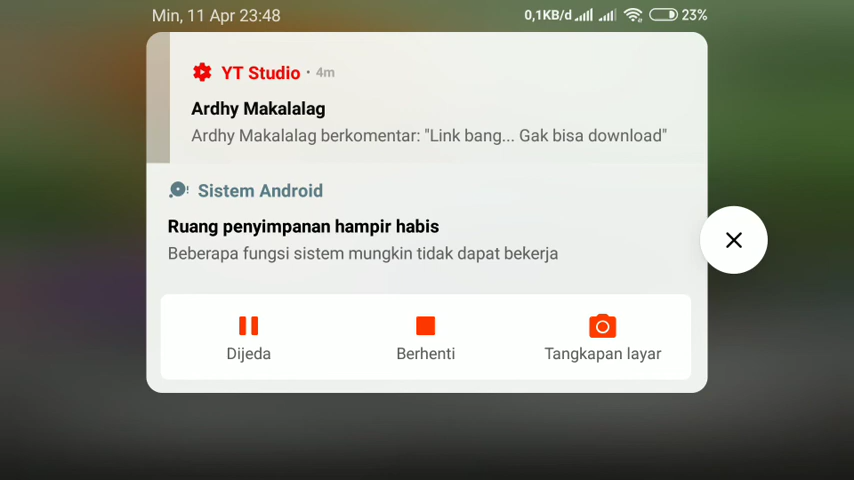 Min, 11 Apr 23:48 0,1KB/d 23%
YT Studio • 4m
Ardhy Makalalag
Ardhy Makalalag berkomentar: "Link bang... Gak bisa download"
Sistem Android
Ruang penyimpanan hampir habis
Beberapa fungsi sistem mungkin tidak dapat bekerja
Dijeda Berhenti Tangkapan layar